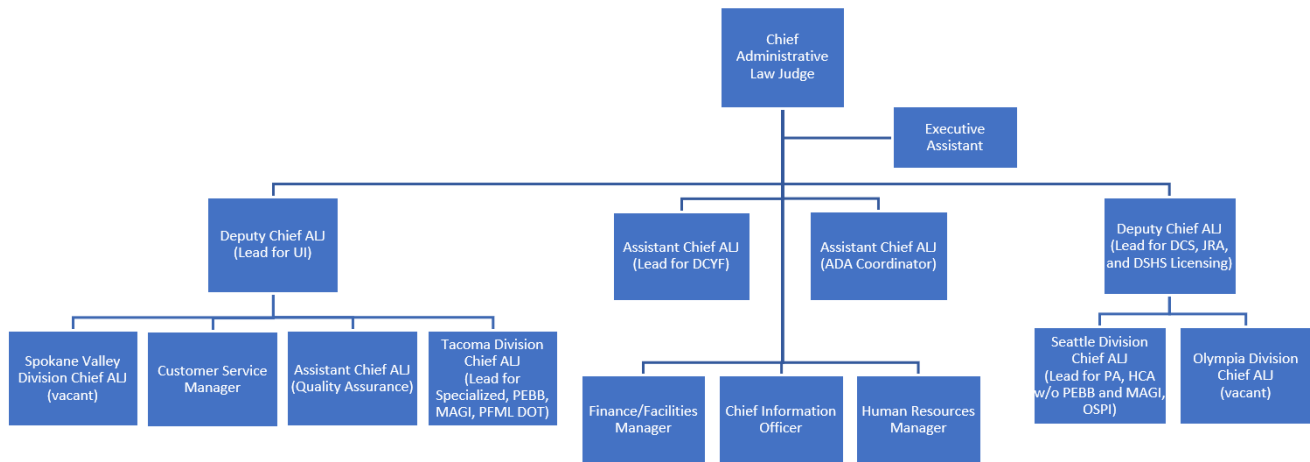 Chief
Administrative
Law Judge
Executive
Assistant
Deputy Chief ALJ
(Lead for UI)
Assistant Chief ALJ
(Lead for DCYF)
Assistant Chief ALJ
(ADA Coordinator)
Deputy Chief ALJ
(Lead for DCS, JRA,
and DSHS Licensing)
Spokane Valley
Division Chief ALJ
(vacant)
Customer Service
Manager
Assistant Chief ALJ
(Quality Assurance)
Tacoma Division
Chief ALJ
(Lead for
Specialized, PEBB,
MAGI, PFML DOT)
Finance/Facilities
Manager
Chief Information
Officer
Human Resources
Manager
Seattle Division
Chief ALJ
(Lead for PA, HCA
w/o PEBB and MAGI,
OSPI)
Olympia Division
Chief ALJ
(vacant)